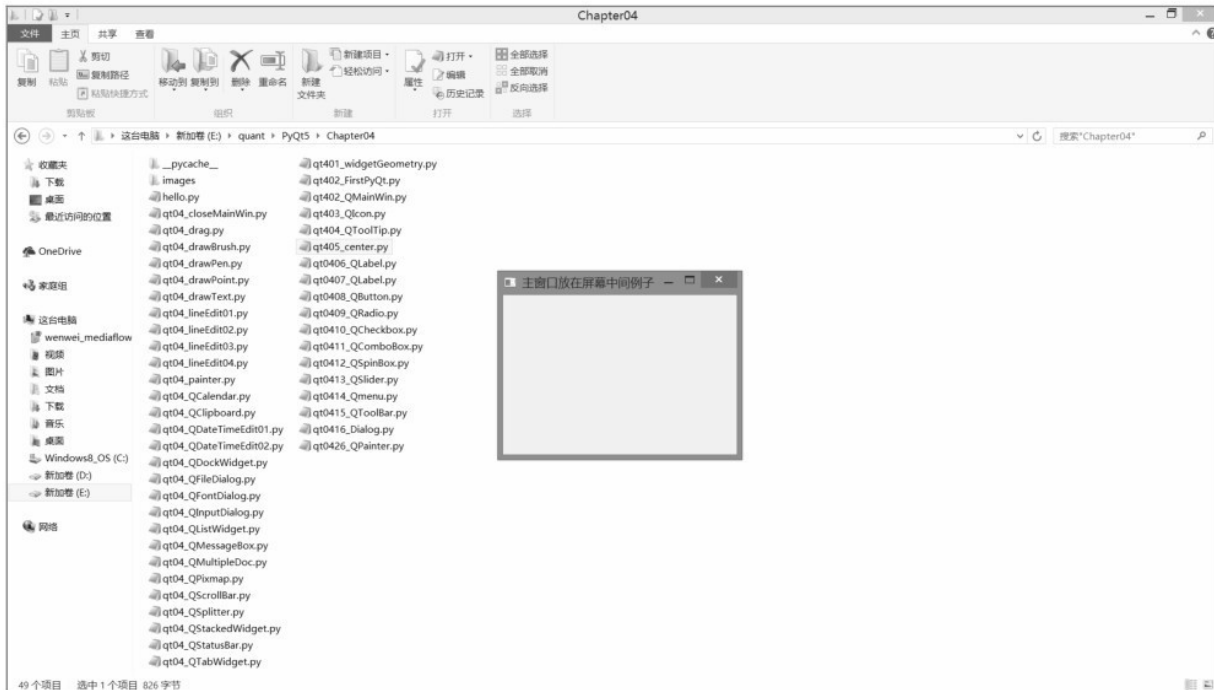 Chapter04
文件 主页 共享 查看
复制
粘贴
剪切
复制路径
粘贴快捷方式
剪贴板
移动到
复制到
删除
重命名
组织
新建
文件夹
新建项目
轻松访问
新建
属性
打开
编辑
历史记录
打开
全部选择
全部取消
反向选择
选择
这台电脑 新加卷 (E:) quant PyQt5 Chapter04
搜索"Chapter04"
收藏夹
下载
桌面
最近访问的位置
OneDrive
家庭组
这台电脑
wenwei_mediaflow
视频
图片
文档
下载
音乐
桌面
Windows8_OS (C:)
新加卷 (D:)
新加卷 (E:)
网络
__pycache__
images
hello.py
qt04_closeMainWin.py
qt04_drag.py
qt04_drawBrush.py
qt04_drawPen.py
qt04_drawPoint.py
qt04_drawText.py
qt04_lineEdit01.py
qt04_lineEdit02.py
qt04_lineEdit03.py
qt04_lineEdit04.py
qt04_painter.py
qt04_QCalendar.py
qt04_QClipboard.py
qt04_QDateTimeEdit01.py
qt04_QDateTimeEdit02.py
qt04_QDockWidget.py
qt04_QFileDialog.py
qt04_QFontDialog.py
qt04_QInputDialog.py
qt04_QListWidget.py
qt04_QMessageBox.py
qt04_QMultipleDoc.py
qt04_QPixmap.py
qt04_QScrollBar.py
qt04_QSplitter.py
qt04_QStackedWidget.py
qt04_QStatusBar.py
qt04_QTabWidget.py
qt401_widgetGeometry.py
qt402_FirstPyQt.py
qt402_QMainWin.py
qt403_QIcon.py
qt404_QToolTip.py
qt405_center.py
qt0406_QLabel.py
qt0407_QLabel.py
qt0408_QButton.py
qt0409_QRadio.py
qt0410_QCheckbox.py
qt0411_QComboBox.py
qt0412_QSpinBox.py
qt0413_QSlider.py
qt0414_Qmenu.py
qt0415_QToolBar.py
qt0416_Dialog.py
qt0426_QPainter.py
主窗口放在屏幕中间例子
49 个项目 选中 1 个项目 826 字节